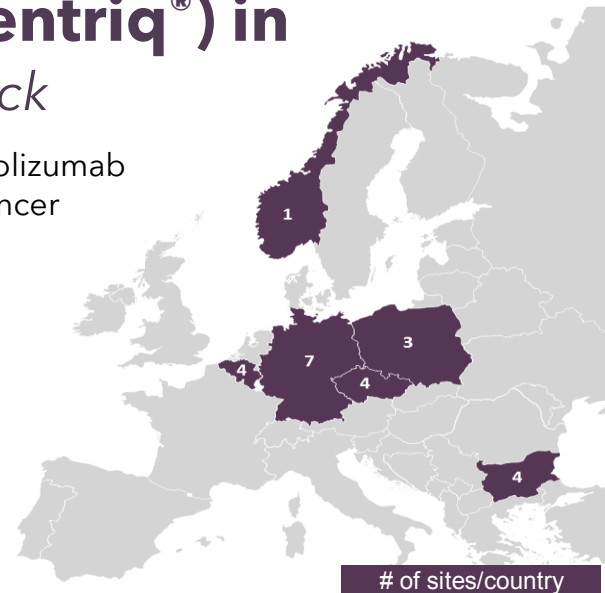 entriq®) in
ck
olizumab
ncer
1
3
7
4
4
4
# of sites/country